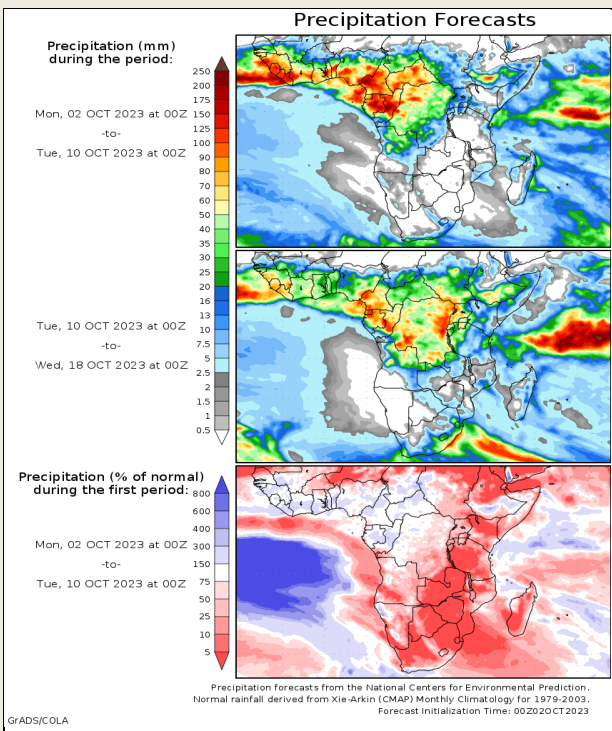 Precipitation Forecasts
Precipitation (mm)
during the period:
Mon, 02 OCT 2023 at 00Z
-to-
Tue, 10 OCT 2023 at 00Z
250
200
175
150
125
100
90
80
70
60
50
40
35
30
25
20
16
13
10
7.5
5
2.5
2
1.5
1
0.5
Tue, 10 OCT 2023 at 00Z
-to-
Wed, 18 OCT 2023 at 00Z
Precipitation (% of normal)
during the first period:
Mon, 02 OCT 2023 at 00Z
-to-
Tue, 10 OCT 2023 at 00Z
800
600
400
300
150
75
50
25
10
5
Precipitation forecasts from the National Centers for Environmental Prediction.
Normal rainfall derived from Xie-Arkin (CMAP) Monthly Climatology for 1979-2003.
Forecast Initialization Time: 00Z02OCT2023
GrADS/COLA